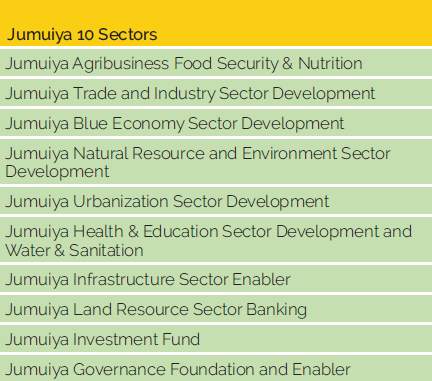 Jumuiya 10 Sectors
Jumuiya Agribusiness Food Security & Nutrition
Jumuiya Trade and Industry Sector Development
Jumuiya Blue Economy Sector Development
Jumuiya Natural Resource and Environment Sector
Development
Jumuiya Urbanization Sector Development
Jumuiya Health & Education Sector Development and
Water & Sanitation
Jumuiya Infrastructure Sector Enabler
Jumuiya Land Resource Sector Banking
Jumuiya Investment Fund
Jumuiya Governance Foundation and Enabler